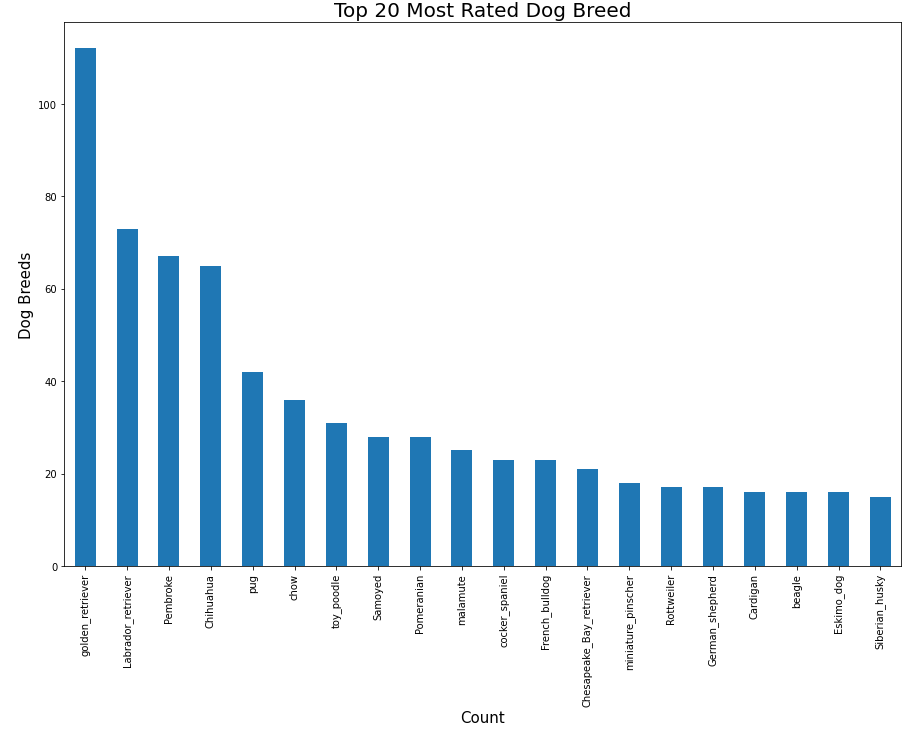 Top 20 Most Rated Dog Breed
Dog Breeds
100
80
60
40
20
0
golden_retriever
Labrador_retriever
Pembroke
Chihuahua
pug
chow
toy_poodle
Samoyed
Pomeranian
malamute
cocker_spaniel
French_bulldog
Chesapeake_Bay_retriever
miniature_pinscher
Rottweiler
German_shepherd
Cardigan
beagle
Eskimo_dog
Siberian_husky
Count